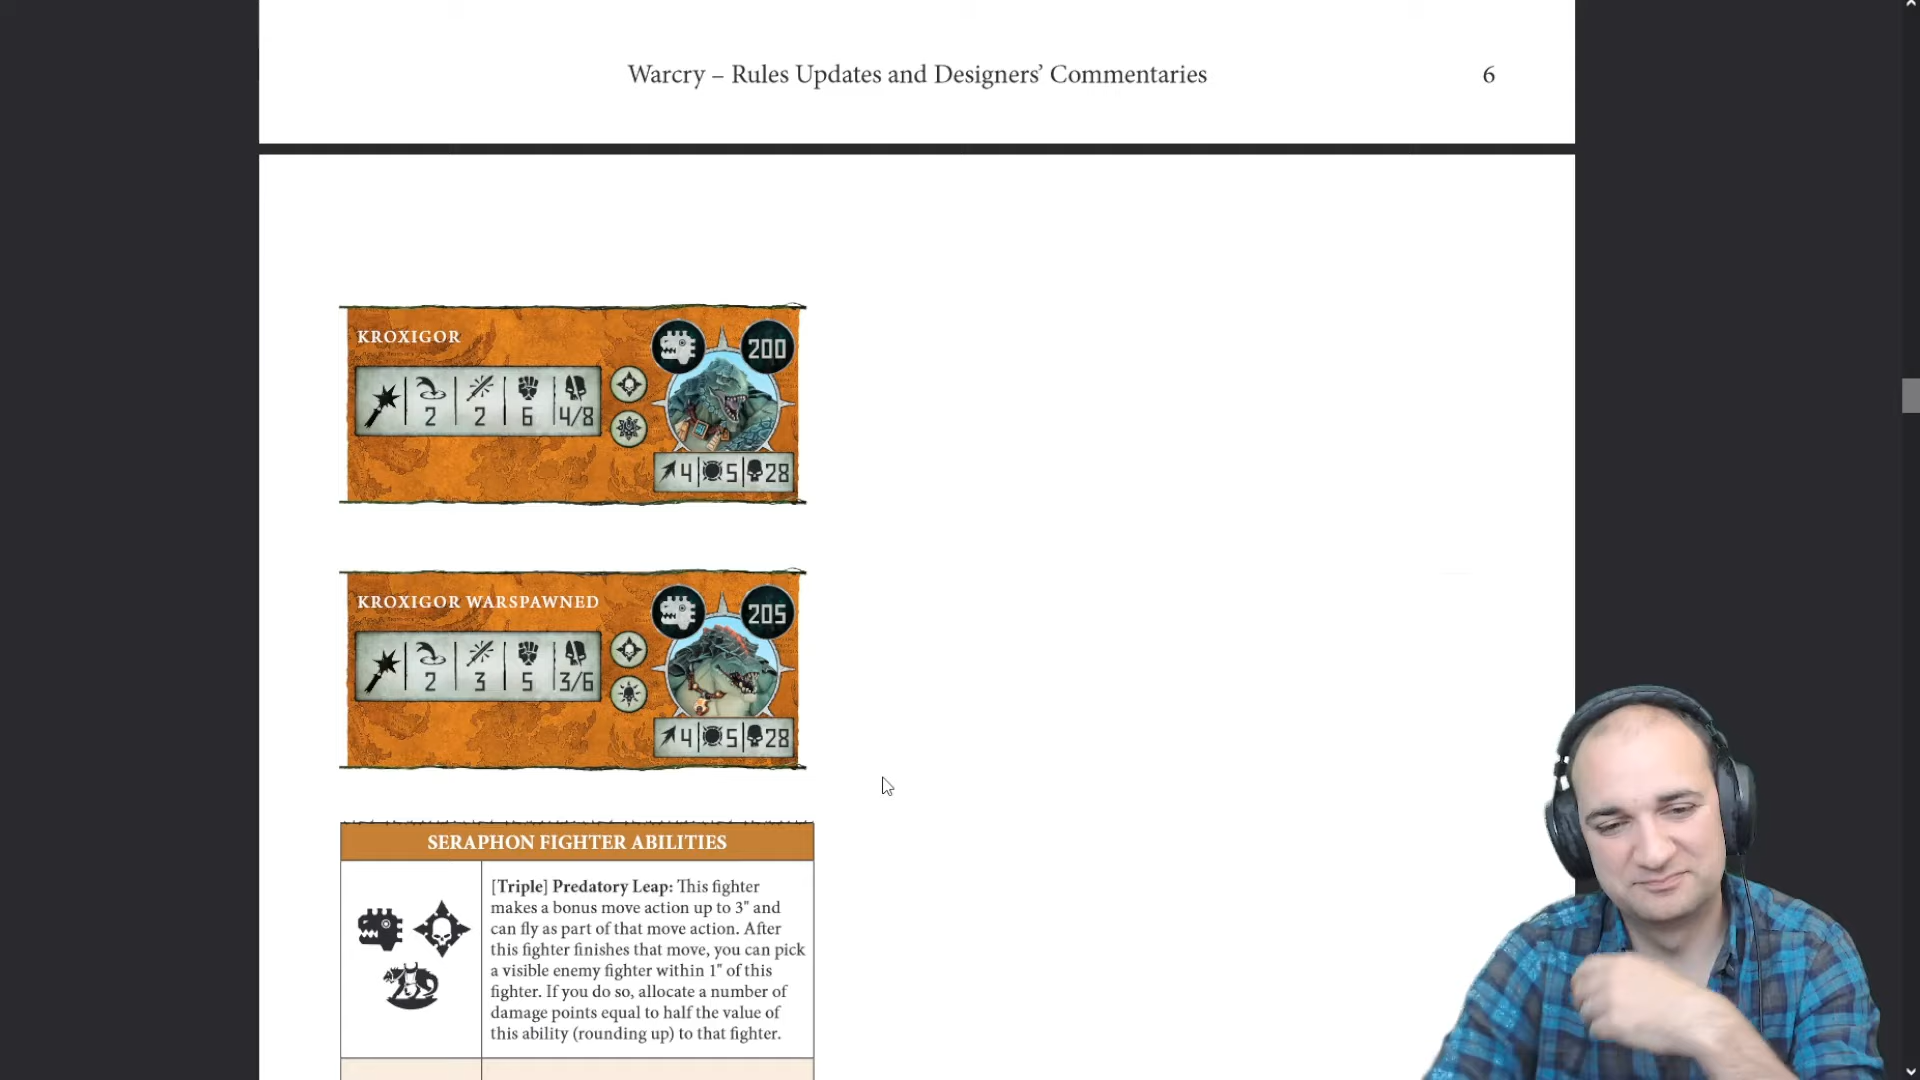 Warcry – Rules Updates and Designers’ Commentaries 6
KROXIGOR
200
2 2 6 4/8
4 5 28
KROXIGOR WARSPAWNED
205
2 3 5 3/6
4 5 28
SERAPHON FIGHTER ABILITIES
[Triple] Predatory Leap: This fighter
makes a bonus move action up to 3" and
can fly as part of that move action. After
this fighter finishes that move, you can pick
a visible enemy fighter within 1" of this
fighter. If you do so, allocate a number of
damage points equal to half the value of
this ability (rounding up) to that fighter.